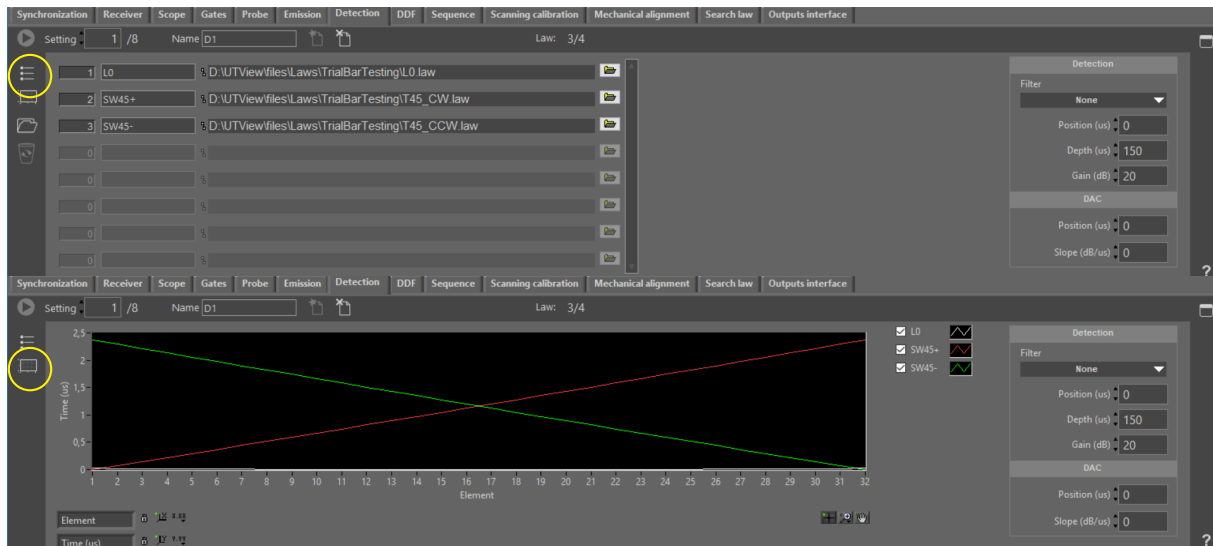 Synchronization Receiver Scope Gates Probe Emission Detection DDF Sequence Scanning calibration Mechanical alignment Search law Outputs interface
Setting 1 /8 Name D1 Law: 3/4
Detection
1 L0 D:\UTView\files\Laws\TrialBarTesting\L0.law
Filter
None
2 SW45+ D:\UTView\files\Laws\TrialBarTesting\T45_CW.law
3 SW45- D:\UTView\files\Laws\TrialBarTesting\T45_CCW.law
Position (us) 0
0
Depth (us) 150
0
Gain (dB) 20
0
DAC
0
Position (us) 0
0
Slope (dB/us) 0
?
Synchronization Receiver Scope Gates Probe Emission Detection DDF Sequence Scanning calibration Mechanical alignment Search law Outputs interface
Setting 1 /8 Name D1 Law: 3/4
2,5
2
1,5
1
0,5
0
Time (us)
1 2 3 4 5 6 7 8 9 10 11 12 13 14 15 16 17 18 19 20 21 22 23 24 25 26 27 28 29 30 31 32
Element
L0
SW45+
SW45-
Detection
Filter
None
Position (us) 0
Depth (us) 150
Gain (dB) 20
DAC
Position (us) 0
Slope (dB/us) 0
Element
Time (us)
?